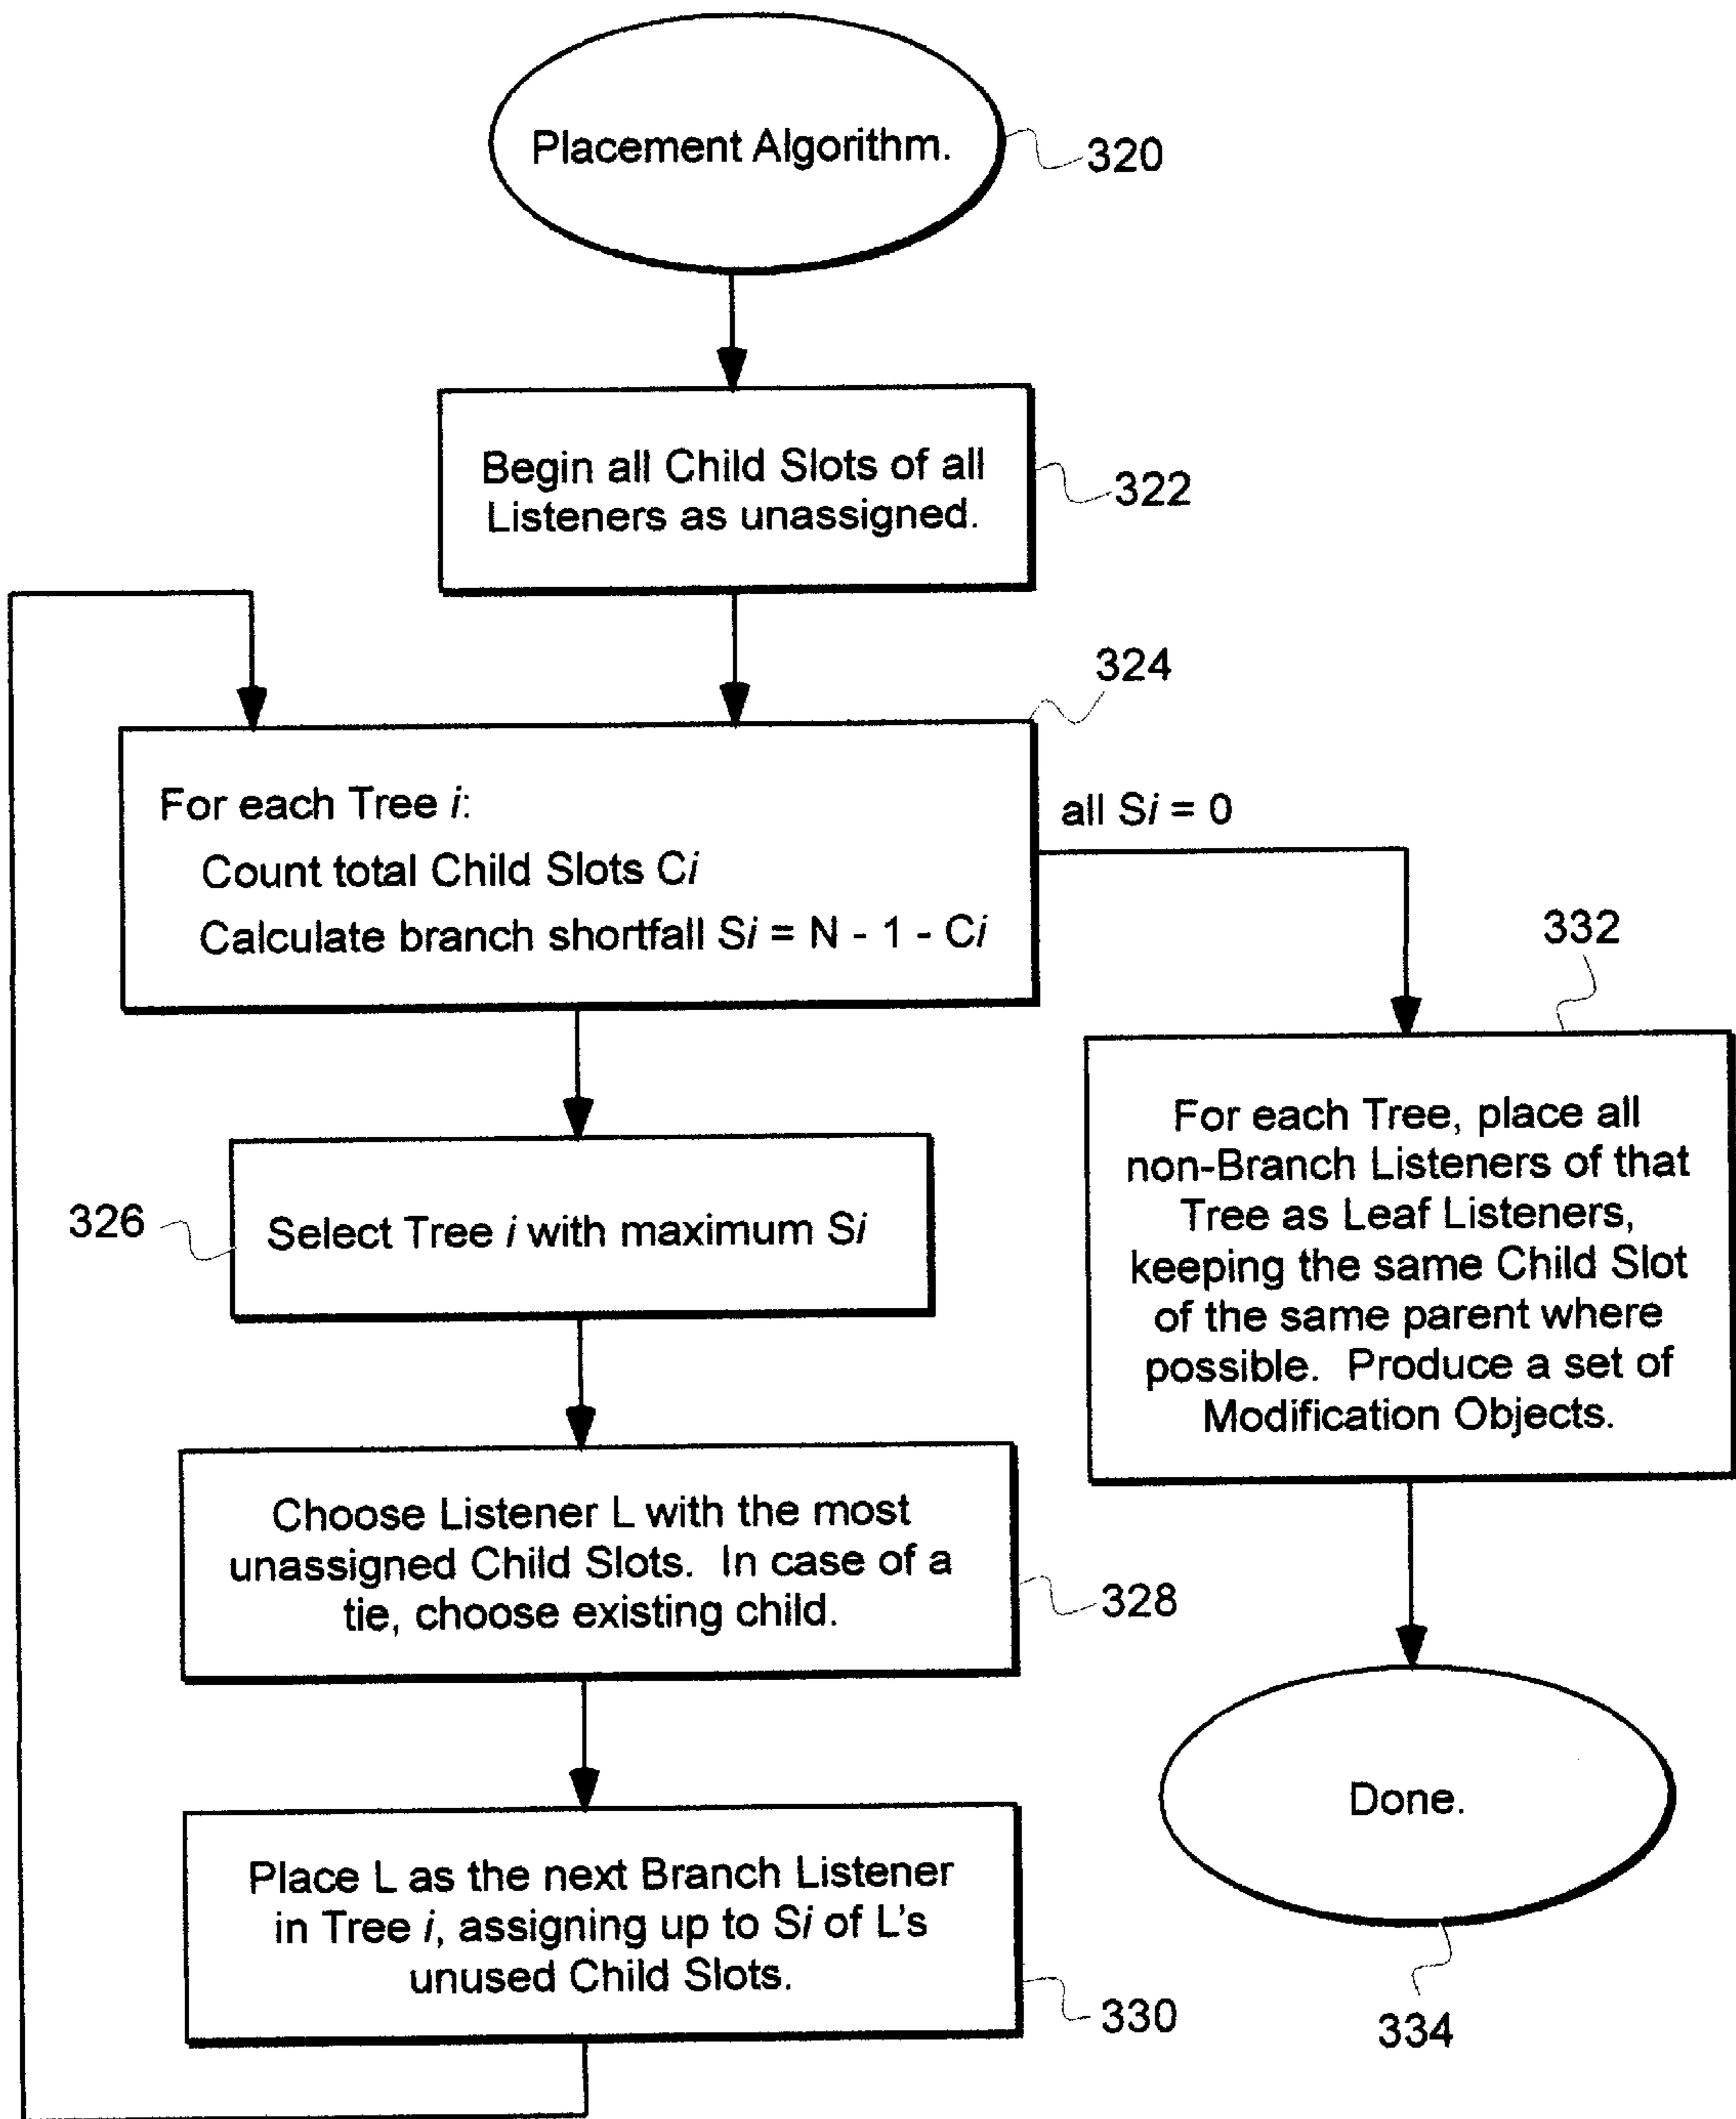 Placement Algorithm.
320
Begin all Child Slots of all
Listeners as unassigned.
322
324
For each Tree i:
Count total Child Slots Ci
Calculate branch shortfall Si = N - 1 - Ci
all Si = 0
332
326
Select Tree i with maximum Si
For each Tree, place all
non-Branch Listeners of that
Tree as Leaf Listeners,
keeping the same Child Slot
of the same parent where
possible. Produce a set of
Modification Objects.
Choose Listener L with the most
unassigned Child Slots. In case of a
tie, choose existing child.
328
Place L as the next Branch Listener
in Tree i, assigning up to Si of L's
unused Child Slots.
330
Done.
334